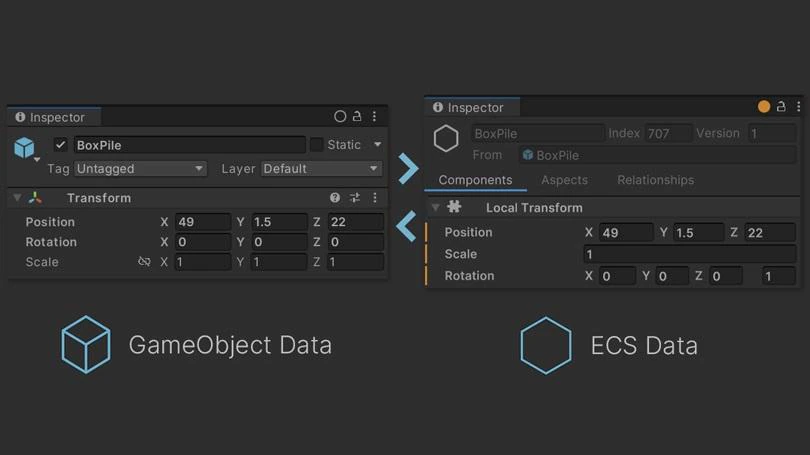 Inspector
BoxPile Static
Tag Untagged Layer Default
Transform
Position X 49 Y 1.5 Z 22
Rotation X 0 Y 0 Z 0
Scale X 1 Y 1 Z 1
GameObject Data
Inspector
BoxPile Index 707 Version 1
From BoxPile
Components Aspects Relationships
Local Transform
Position X 49 Y 1.5 Z 22
Scale 1
Rotation X 0 Y 0 Z 0 1
ECS Data